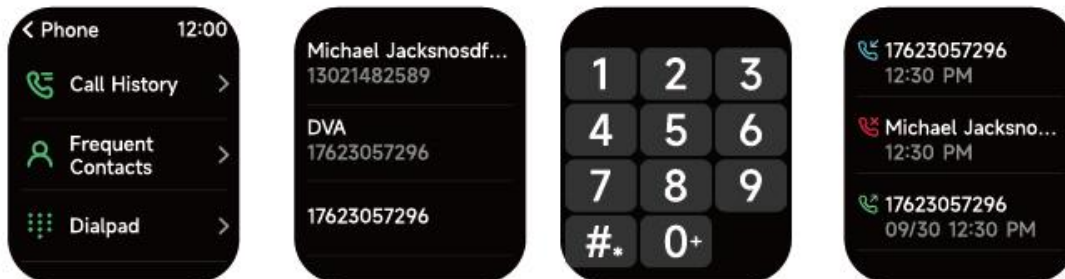 < Phone 12:00
Call History >
Frequent
Contacts >
Dialpad >
Michael Jacksnosdf...
13021482589
DVA
17623057296
17623057296
1 2 3
4 5 6
7 8 9
#* 0+
17623057296
12:30 PM
Michael Jacksno...
12:30 PM
17623057296
09/30 12:30 PM